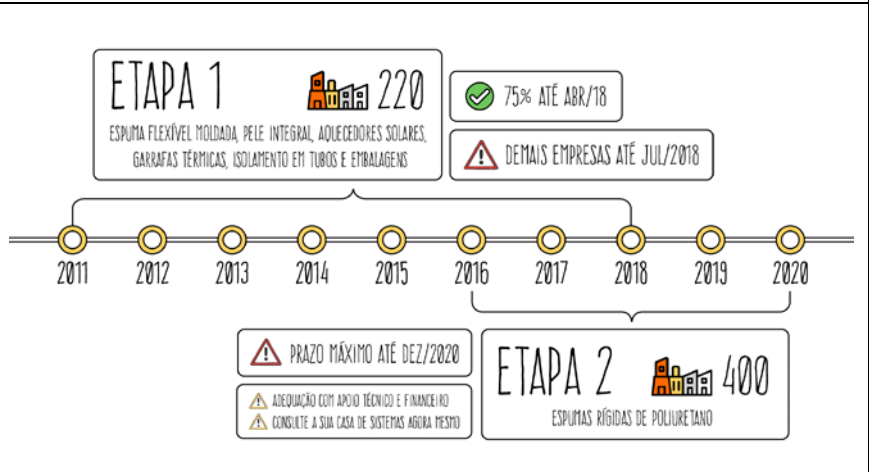 ETAPA 1
220
ESPUMA FLEXÍVEL MOLDADA, PELE INTEGRAL, AQUECEDORES SOLARES,
GARRAFAS TÉRMICAS, ISOLAMENTO EM TUBOS E EMBALAGENS
75% ATÉ ABR/18
DEMAIS EMPRESAS ATÉ JUL/2018
2011
2012
2013
2014
2015
2016
2017
2018
2019
2020
PRAZO MÁXIMO ATÉ DEZ/2020
ADEQUAÇÃO COM APOIO TÉCNICO E FINANCEIRO
CONSULTE A SUA CASA DE SISTEMAS AGORA MESMO
ETAPA 2
400
ESPUMAS RÍGIDAS DE POLIURETANO